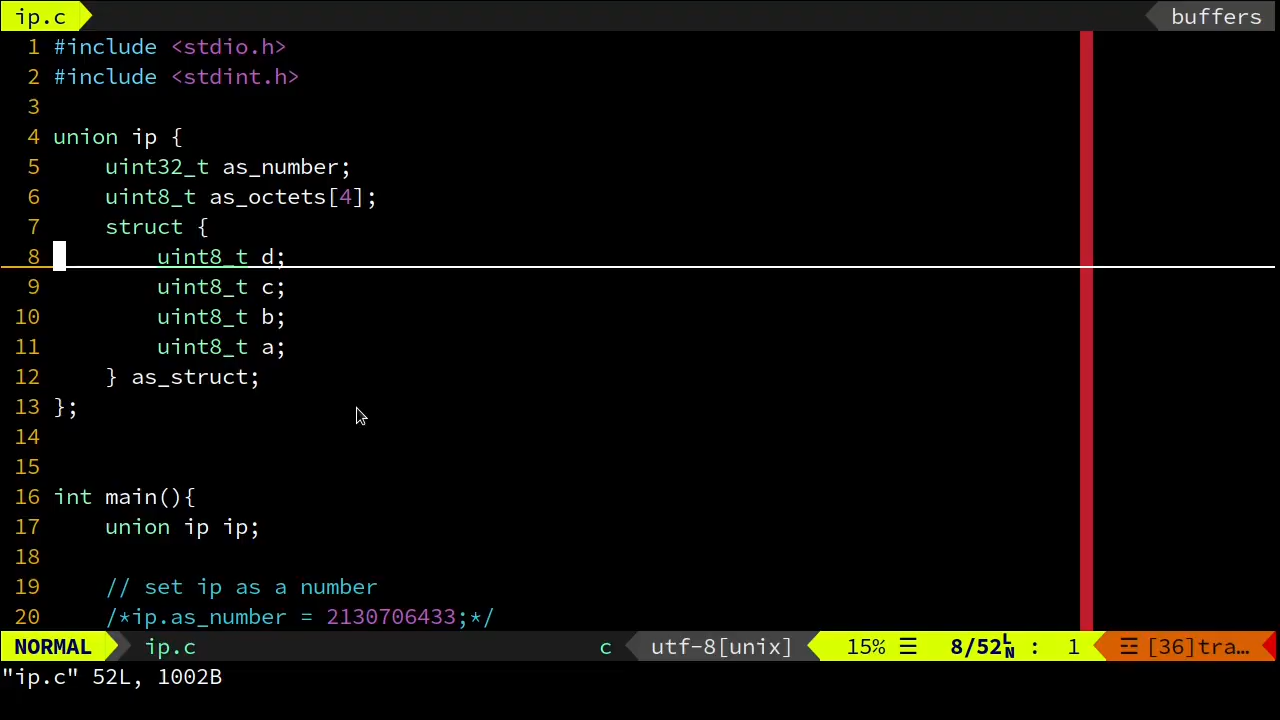 ip.c buffers
1 #include <stdio.h>
2 #include <stdint.h>
3
4 union ip {
5     uint32_t as_number;
6     uint8_t as_octets[4];
7     struct {
8         uint8_t d;
9         uint8_t c;
10         uint8_t b;
11         uint8_t a;
12     } as_struct;
13 };
14
15
16 int main(){
17     union ip ip;
18
19     // set ip as a number
20     /*ip.as_number = 2130706433;*/
NORMAL ip.c c utf-8[unix] 15% ☰ 8/52 LN : 1 ☲ [36]tra…
"ip.c" 52L, 1002B